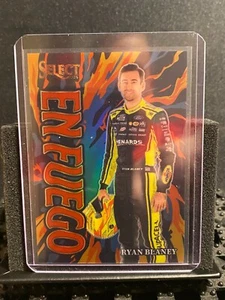 SELECT
EN FUEGO
MENARDS
RYAN BLANEY